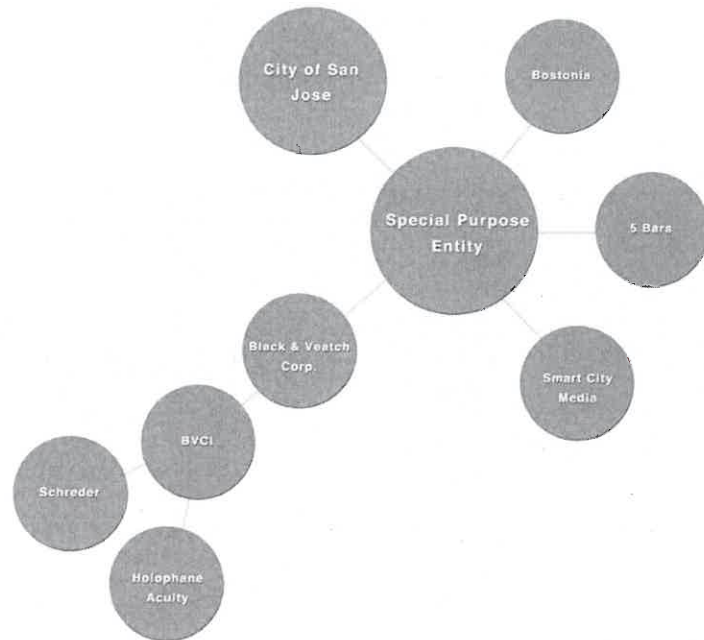 City of San
Jose
Bostonia
Special Purpose
Entity
5 Bars
Black & Veatch
Corp.
Smart City
Media
BVCI
Schreder
Holophane
Acuity